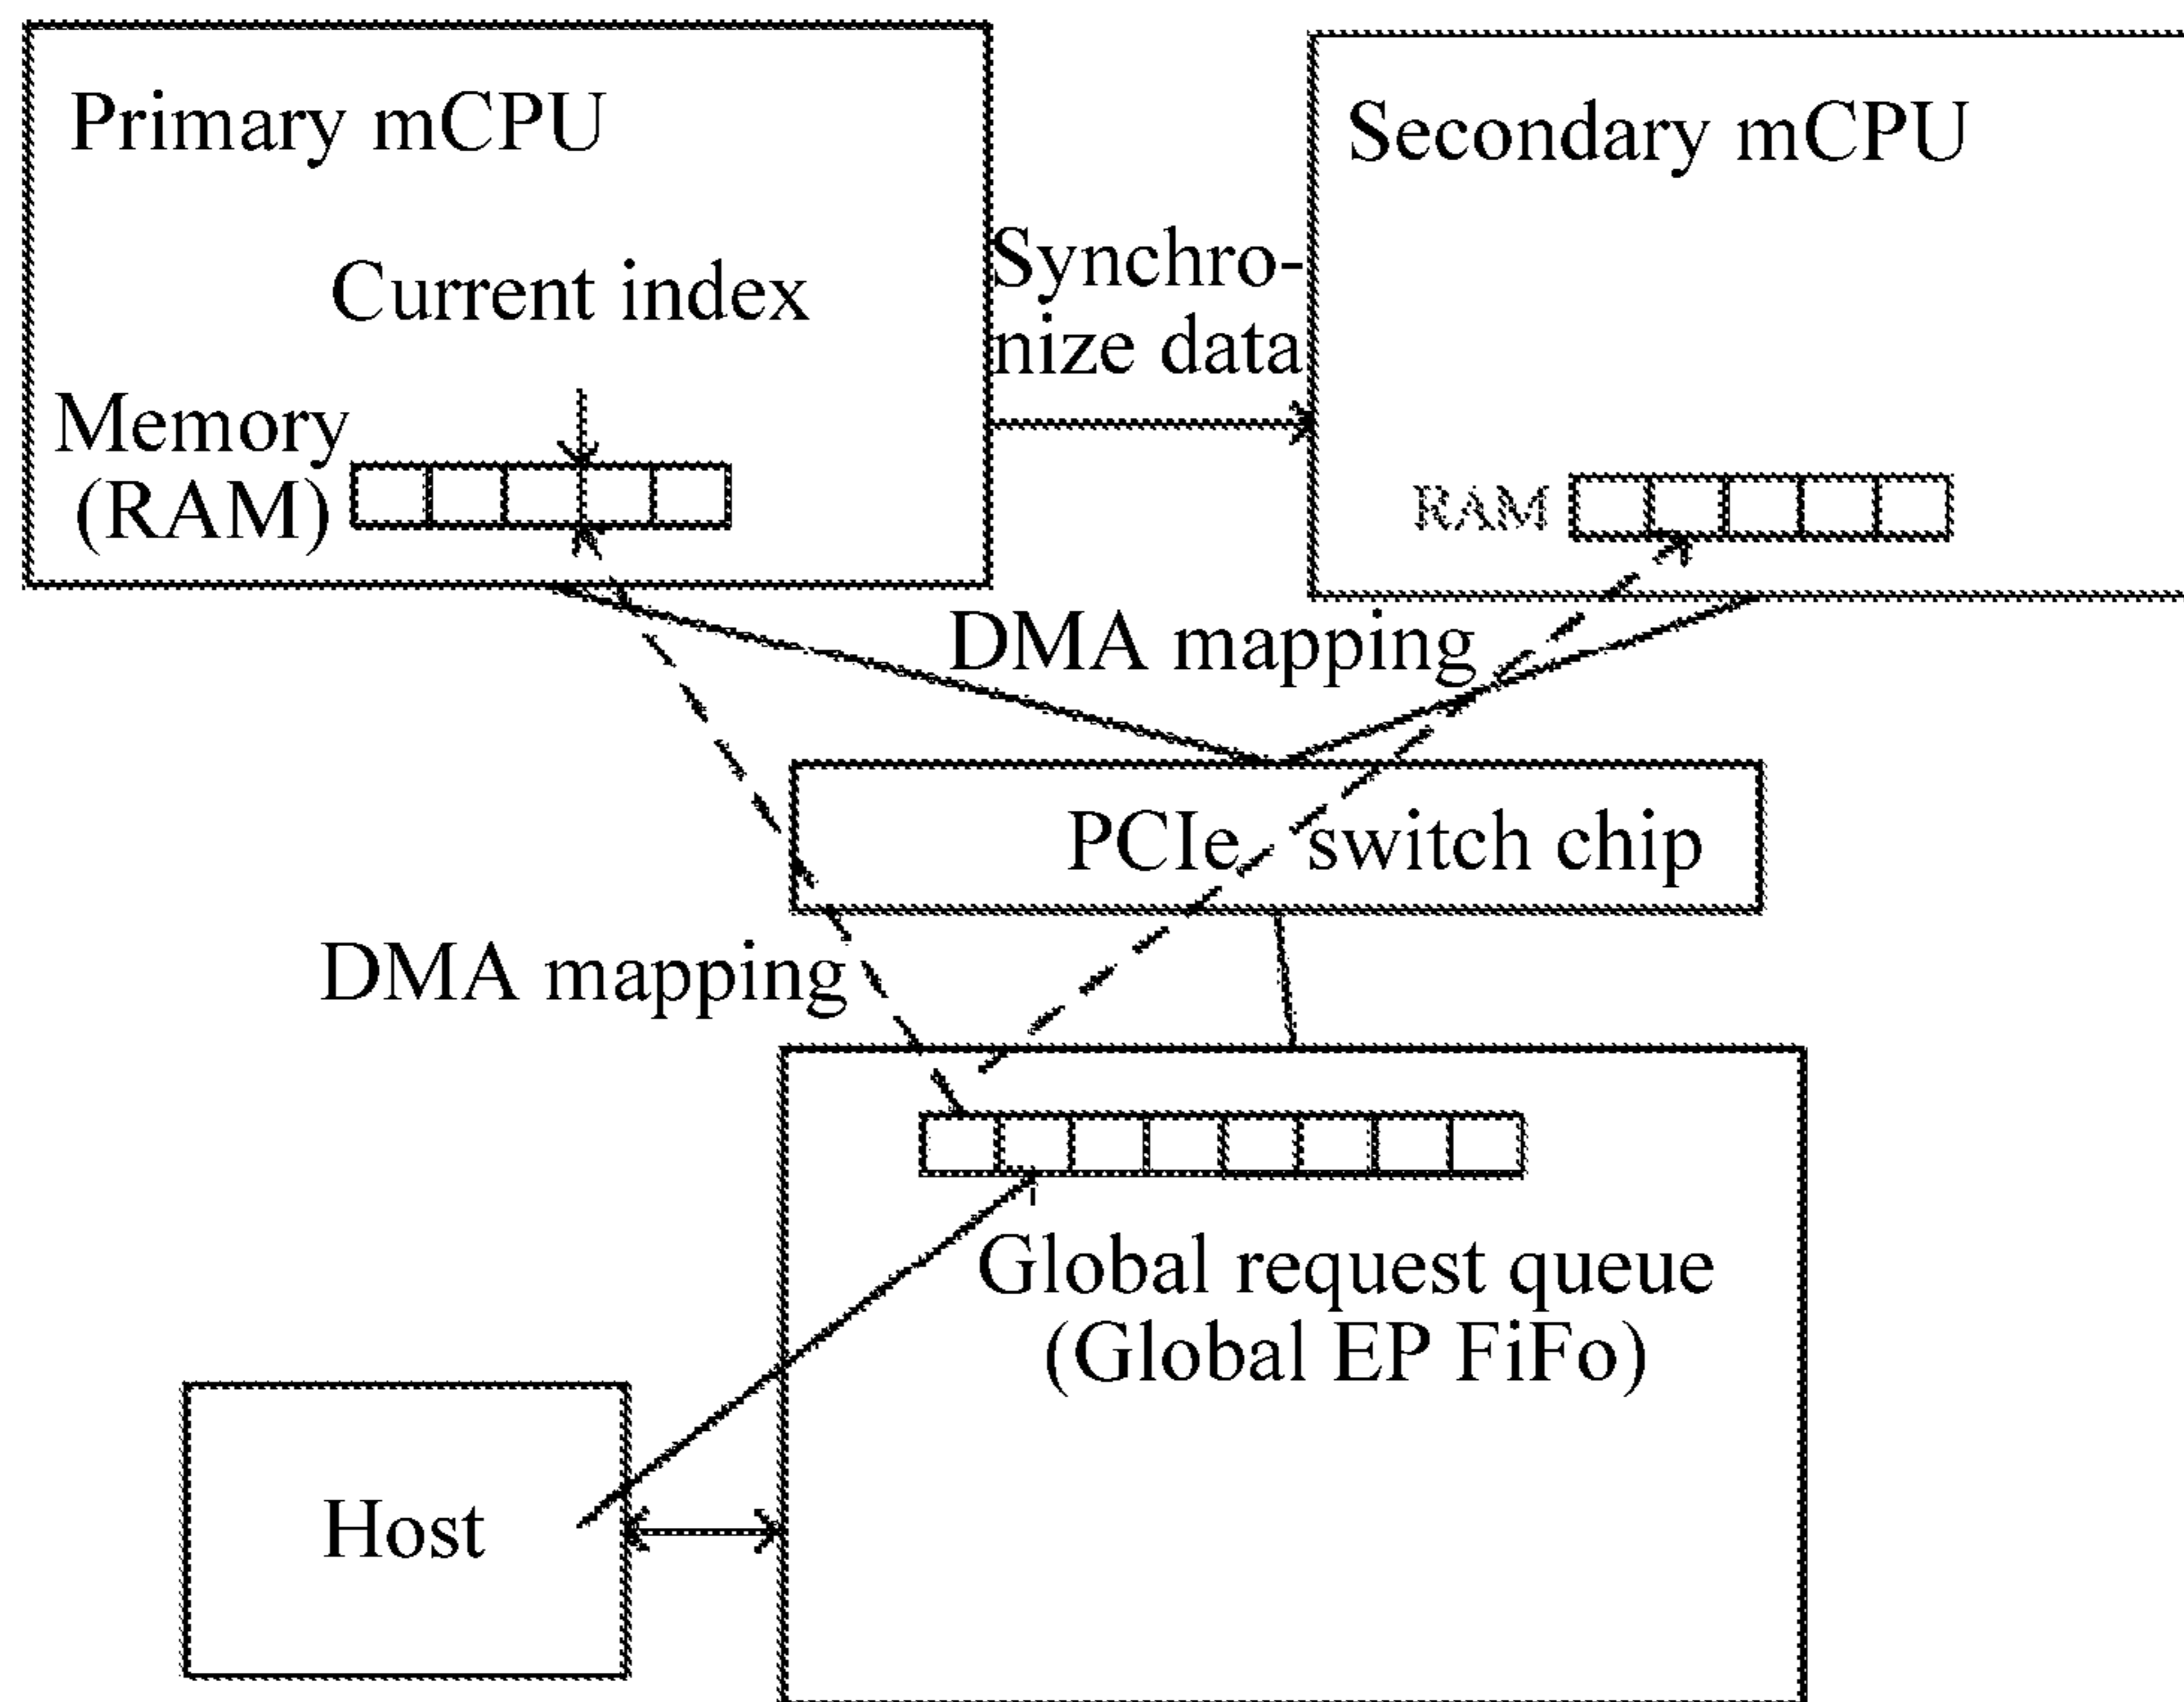 Primary mCPU
Secondary mCPU
Current index
Synchro-
nize data
Memory
(RAM)
RAM
DMA mapping
PCIe switch chip
DMA mapping
Global request queue
(Global EP FiFo)
Host